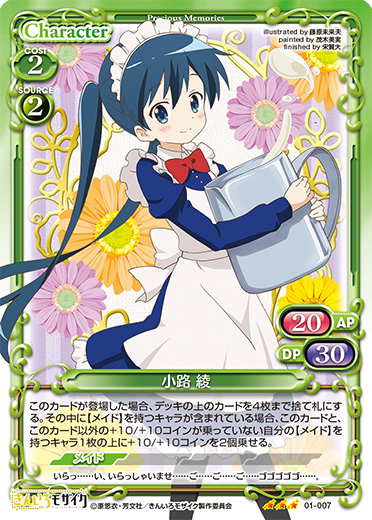 Precious Memories
Character
illustrated by 藤原未来夫
painted by 茂木美実
finished by 宋賢大
COST
2
SOURCE
2
20 AP
DP 30
小路 綾
このカードが登場した場合、デッキの上のカードを4枚まで捨て札に
する。その中に【メイド】を持つキャラが含まれている場合、このカードと、
このカード以外の+10/+10コインが乗っていない自分の【メイド】を
持つキャラ1枚の上に+10/+10コインを2個乗せる。
メイド
いらっ……い、いらっしゃいませ……ご……ご……ご……ゴゴゴゴゴ……。
きんいろモザイク
©原悠衣・芳文社/きんいろモザイク製作委員会
01-007